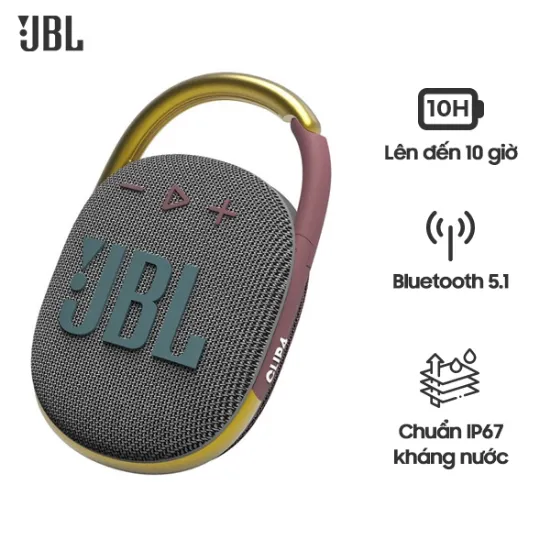 JBL
10H
Lên đến 10 giờ
JBL
Bluetooth 5.1
CLIP4
Chuẩn IP67
kháng nước